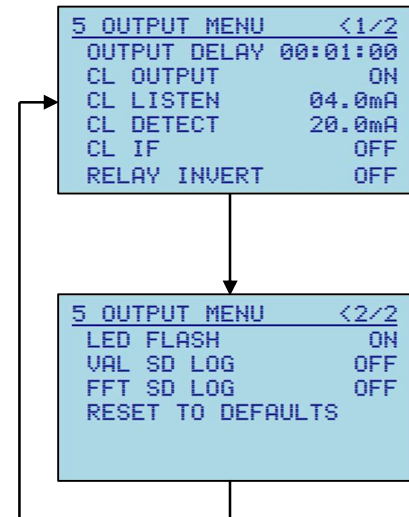 5 OUTPUT MENU <1/2
OUTPUT DELAY 00:01:00
CL OUTPUT ON
CL LISTEN 04.0mA
CL DETECT 20.0mA
CL IF OFF
RELAY INVERT OFF
5 OUTPUT MENU <2/2
LED FLASH ON
VAL SD LOG OFF
FFT SD LOG OFF
RESET TO DEFAULTS